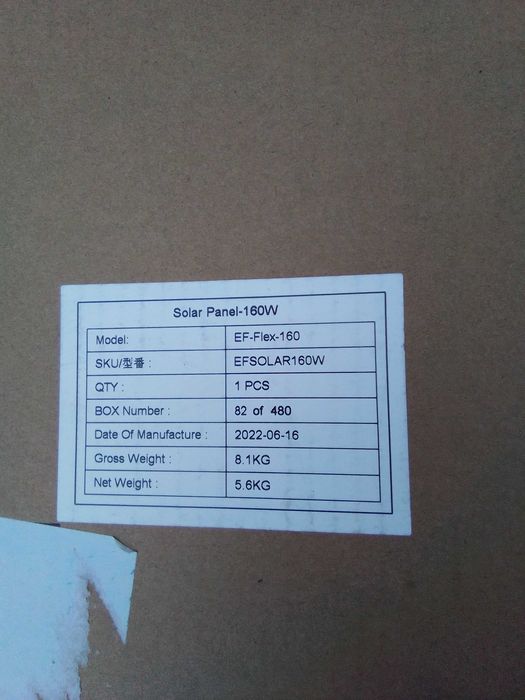 Solar Panel-160W
Model: EF-Flex-160
SKU/型番 : EFSOLAR160W
QTY : 1 PCS
BOX Number : 82 of 480
Date Of Manufacture : 2022-06-16
Gross Weight : 8.1KG
Net Weight : 5.6KG